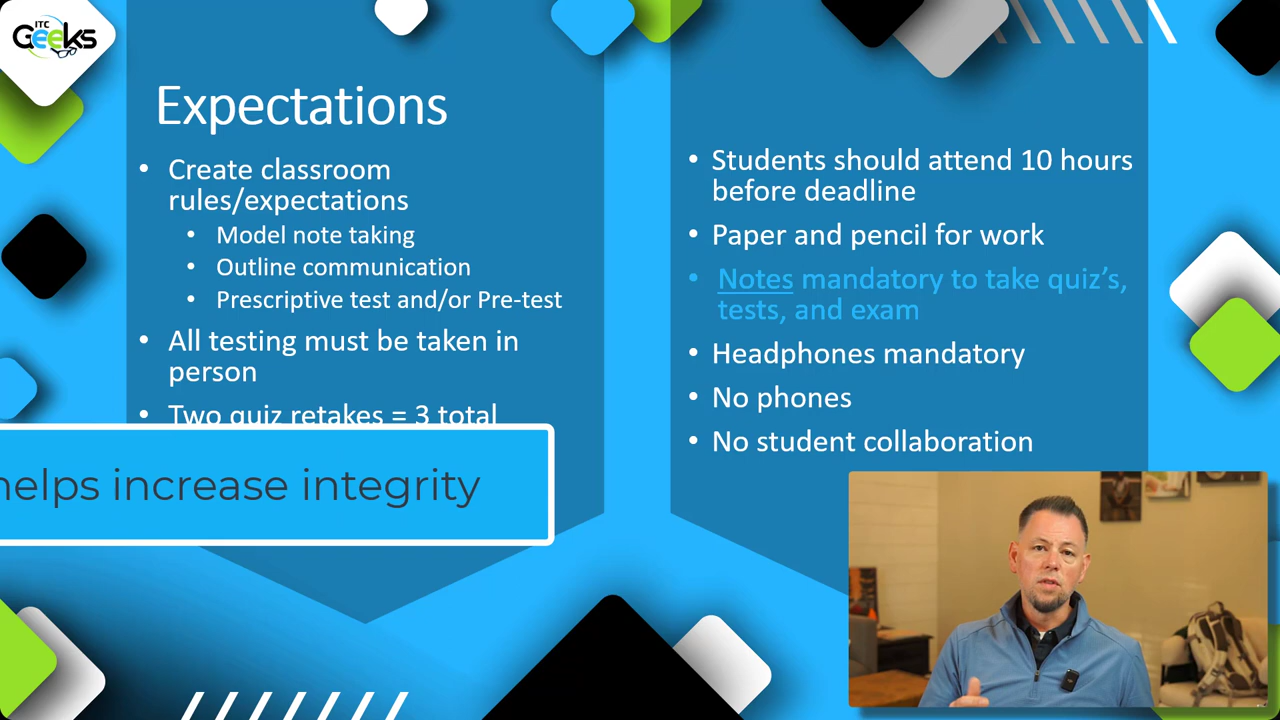 ITC
Geeks
Expectations
• Create classroom
rules/expectations
• Model note taking
• Outline communication
• Prescriptive test and/or Pre-test
• All testing must be taken in
person
• Two quiz retakes = 3 total
helps increase integrity
• Students should attend 10 hours
before deadline
• Paper and pencil for work
• Notes mandatory to take quiz's,
tests, and exam
• Headphones mandatory
• No phones
• No student collaboration